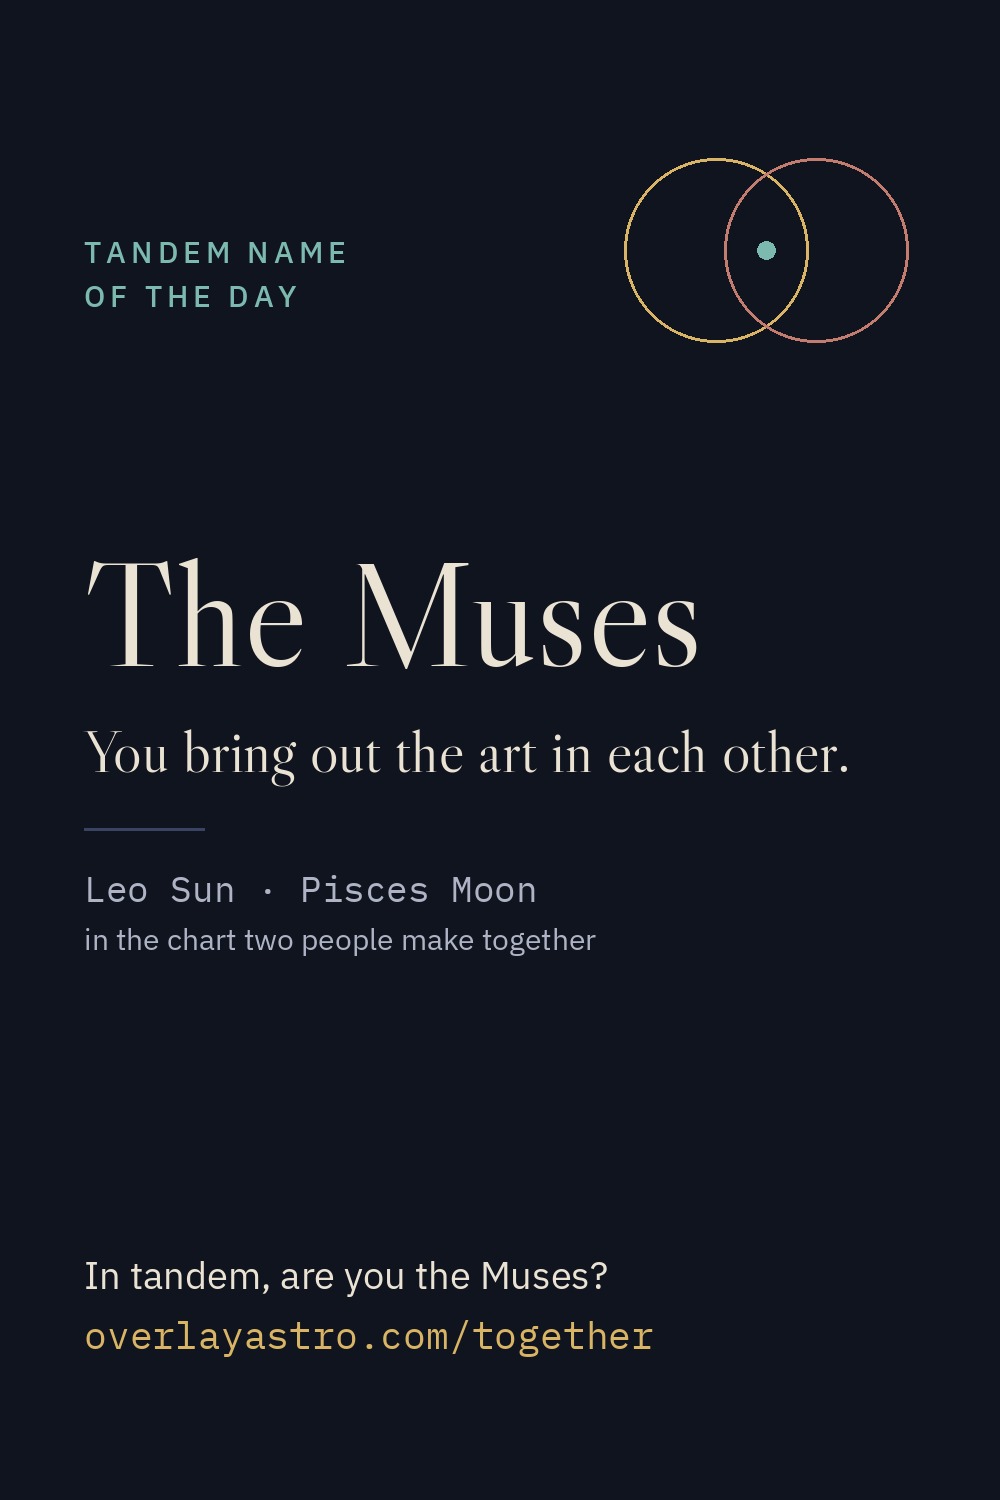 TANDEM NAME
OF THE DAY
The Muses
You bring out the art in each other.
Leo Sun · Pisces Moon
in the chart two people make together
In tandem, are you the Muses?
overlayastro.com/together